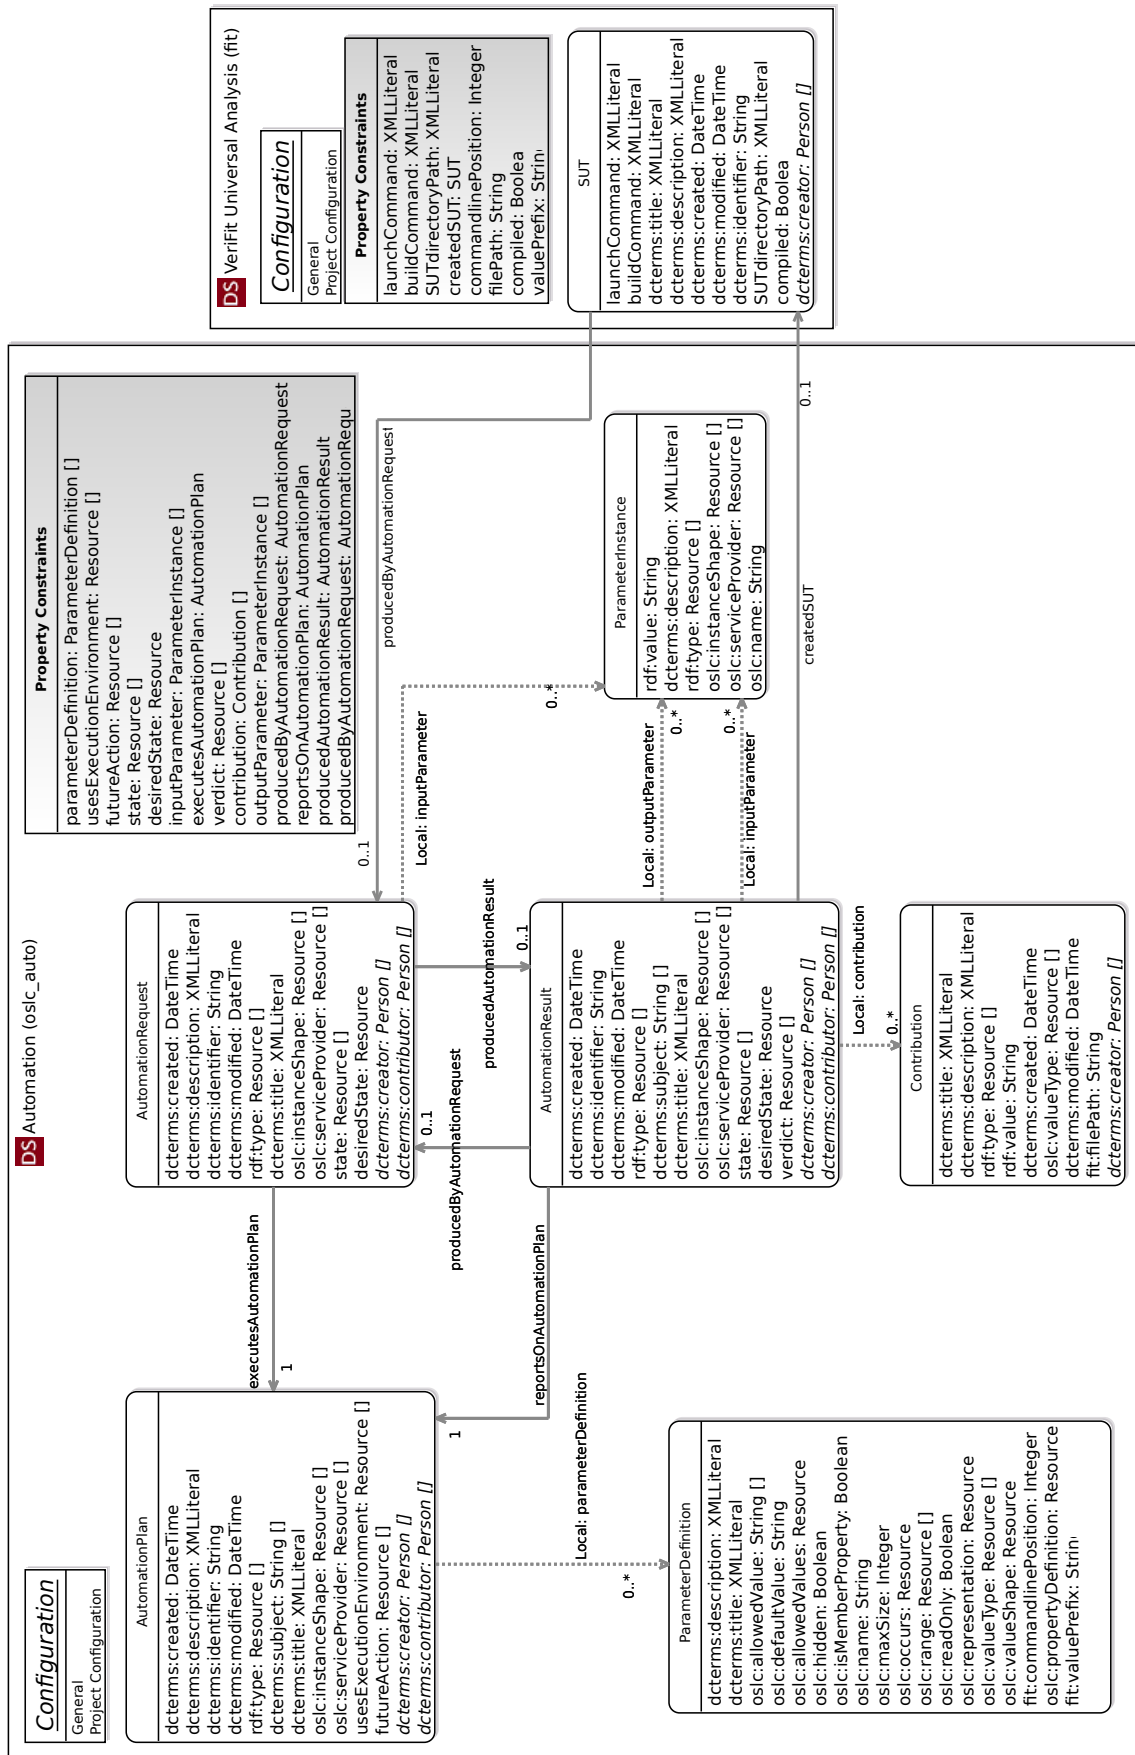 DS Automation (oslc_auto)
Configuration
General
Project Configuration
AutomationPlan
dcterms:created: DateTime
dcterms:description: XMLLiteral
dcterms:identifier: String
dcterms:modified: DateTime
rdf:type: Resource []
dcterms:subject: String []
dcterms:title: XMLLiteral
oslc:instanceShape: Resource []
oslc:serviceProvider: Resource []
usesExecutionEnvironment: Resource []
futureAction: Resource []
dcterms:creator: Person []
dcterms:contributor: Person []
executesAutomationPlan
1
AutomationRequest
dcterms:created: DateTime
dcterms:description: XMLLiteral
dcterms:identifier: String
dcterms:modified: DateTime
rdf:type: Resource []
dcterms:title: XMLLiteral
oslc:instanceShape: Resource []
oslc:serviceProvider: Resource []
state: Resource []
desiredState: Resource
dcterms:creator: Person []
dcterms:contributor: Person []
Property Constraints
parameterDefinition: ParameterDefinition []
usesExecutionEnvironment: Resource []
futureAction: Resource []
state: Resource []
desiredState: Resource
inputParameter: ParameterInstance []
executesAutomationPlan: AutomationPlan
verdict: Resource []
contribution: Contribution []
outputParameter: ParameterInstance []
producedByAutomationRequest: AutomationRequest
reportsOnAutomationPlan: AutomationPlan
producedAutomationResult: AutomationResult
producedByAutomationRequest: AutomationRequ
0..1
producedByAutomationRequest
Local: inputParameter
0..*
0..1
producedByAutomationRequest
producedAutomationResult
0..1
reportsOnAutomationPlan
1
AutomationResult
dcterms:created: DateTime
dcterms:identifier: String
dcterms:modified: DateTime
rdf:type: Resource []
dcterms:subject: String []
dcterms:title: XMLLiteral
oslc:instanceShape: Resource []
oslc:serviceProvider: Resource []
state: Resource []
desiredState: Resource
verdict: Resource []
dcterms:creator: Person []
dcterms:contributor: Person []
Local: outputParameter
0..*
Local: inputParameter
0..*
ParameterInstance
rdf:value: String
dcterms:description: XMLLiteral
rdf:type: Resource []
oslc:instanceShape: Resource []
oslc:serviceProvider: Resource []
oslc:name: String
createdSUT
0..1
Local: parameterDefinition
0..*
ParameterDefinition
dcterms:description: XMLLiteral
dcterms:title: XMLLiteral
oslc:allowedValue: String []
oslc:defaultValue: String
oslc:allowedValues: Resource
oslc:hidden: Boolean
oslc:isMemberProperty: Boolean
oslc:name: String
oslc:maxSize: Integer
oslc:occurs: Resource
oslc:range: Resource []
oslc:readOnly: Boolean
oslc:representation: Resource
oslc:valueType: Resource []
oslc:valueShape: Resource
fit:commandlinePosition: Integer
oslc:propertyDefinition: Resource
fit:valuePrefix: Strin
Local: contribution
0..*
Contribution
dcterms:title: XMLLiteral
dcterms:description: XMLLiteral
rdf:type: Resource []
rdf:value: String
dcterms:created: DateTime
oslc:valueType: Resource []
dcterms:modified: DateTime
fit:filePath: String
dcterms:creator: Person []
DS VeriFit Universal Analysis (fit)
Configuration
General
Project Configuration
Property Constraints
launchCommand: XMLLiteral
buildCommand: XMLLiteral
SUTdirectoryPath: XMLLiteral
createdSUT: SUT
commandlinePosition: Integer
filePath: String
compiled: Boolea
valuePrefix: Strin
SUT
launchCommand: XMLLiteral
buildCommand: XMLLiteral
dcterms:title: XMLLiteral
dcterms:description: XMLLiteral
dcterms:created: DateTime
dcterms:modified: DateTime
dcterms:identifier: String
SUTdirectoryPath: XMLLiteral
compiled: Boolea
dcterms:creator: Person []